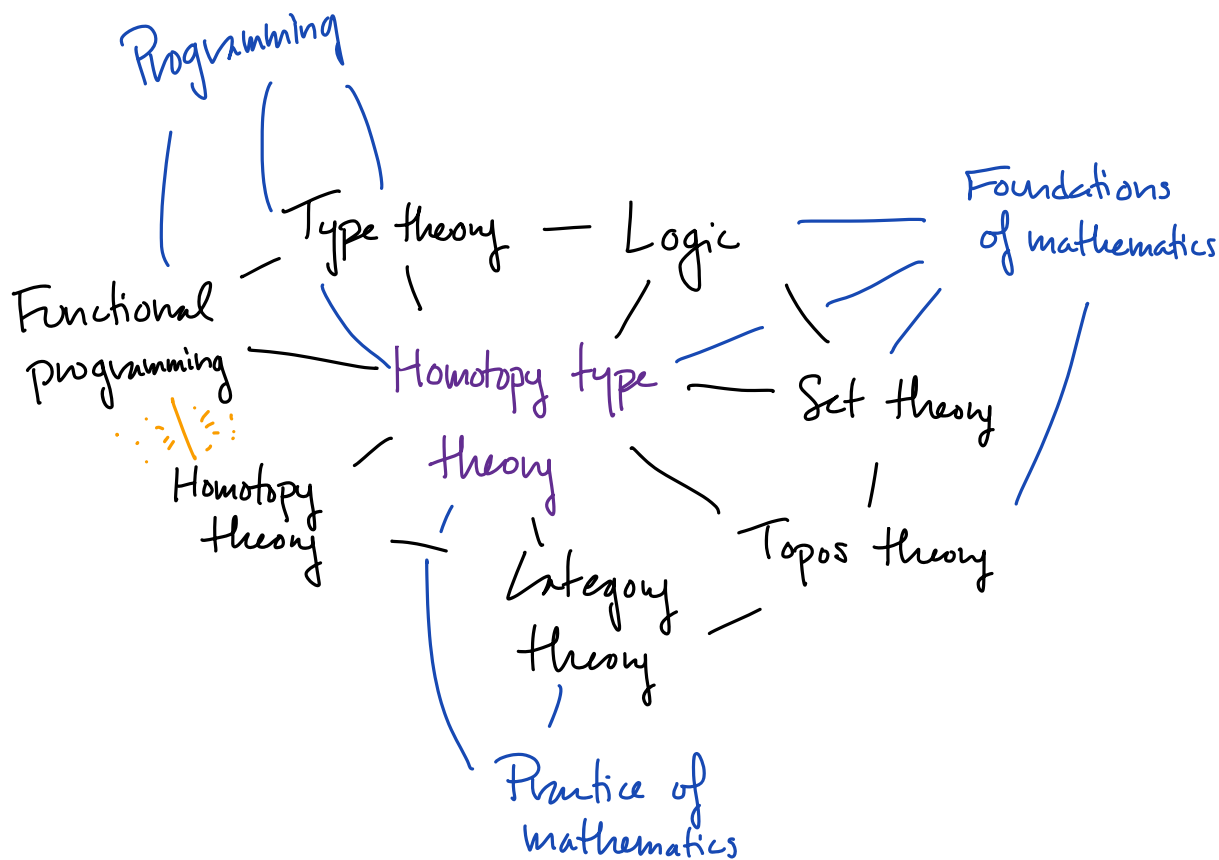 Programming
Foundations
of mathematics
Type theory
Logic
Functional
programming
Homotopy type
theory
Set theory
Homotopy
theory
Topos theory
Category
theory
Practice of
mathematics